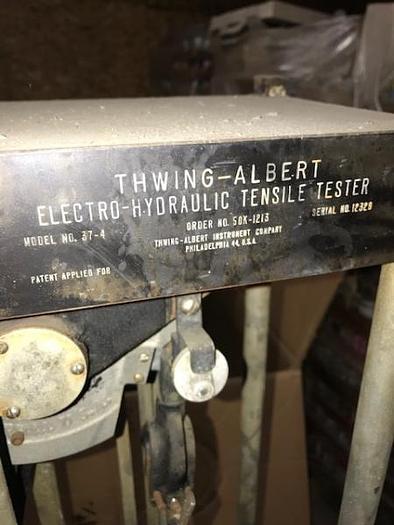 THWING-ALBERT
ELECTRO-HYDRAULIC TENSILE TESTER
MODEL NO. 37-4 ORDER NO. 50X-1213 SERIAL NO. 12329
THWING-ALBERT INSTRUMENT COMPANY
PHILADELPHIA 44, U.S.A.
PATENT APPLIED FOR